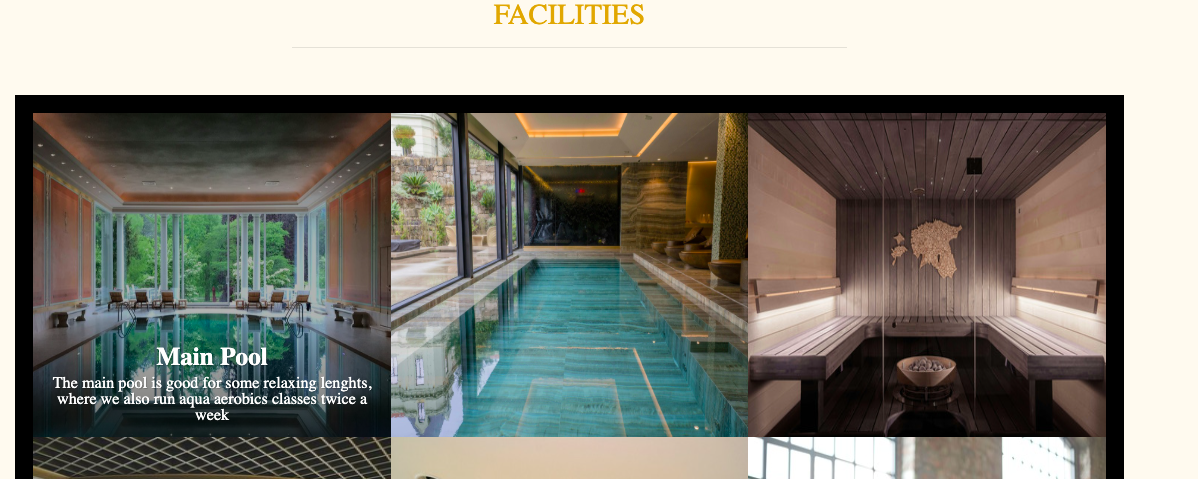 FACILITIES
Main Pool
The main pool is good for some relaxing lenghts,
where we also run aqua aerobics classes twice a
week